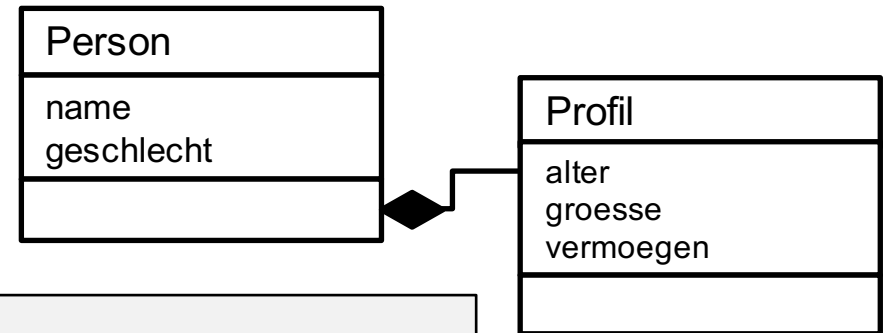 Person
name
geschlecht
Profil
alter
groesse
vermoegen